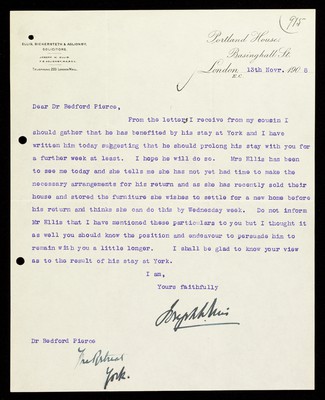 915
ELLIS, BICKERSTETH & AGLIONBY,
SOLICITORS.
Portland House,
Basinghall St.
London 13th Novr. 1908
E.C.
Dear Dr Bedford Pierce,
From the letters I receive from my cousin I
should gather that he has benefited by his stay at York and I have
written him today suggesting that he should prolong his stay with you for
a further week at least. I hope he will do so. Mrs Ellis has been
to see me today and she tells me she has not yet had time to make the
necessary arrangements for his return and as she has recently sold their
house and stored the furniture she wishes to settle for a new home before
his return and thinks she can do this by Wednesday week. Do not inform
Mr Ellis that I have mentioned these particulars to you but I thought it
as well you should know the position and endeavour to persuade him to
remain with you a little longer. I shall be glad to know your view
as to the result of his stay at York.
I am,
Yours faithfully
Dr Bedford Pierce
The Retreat
York.